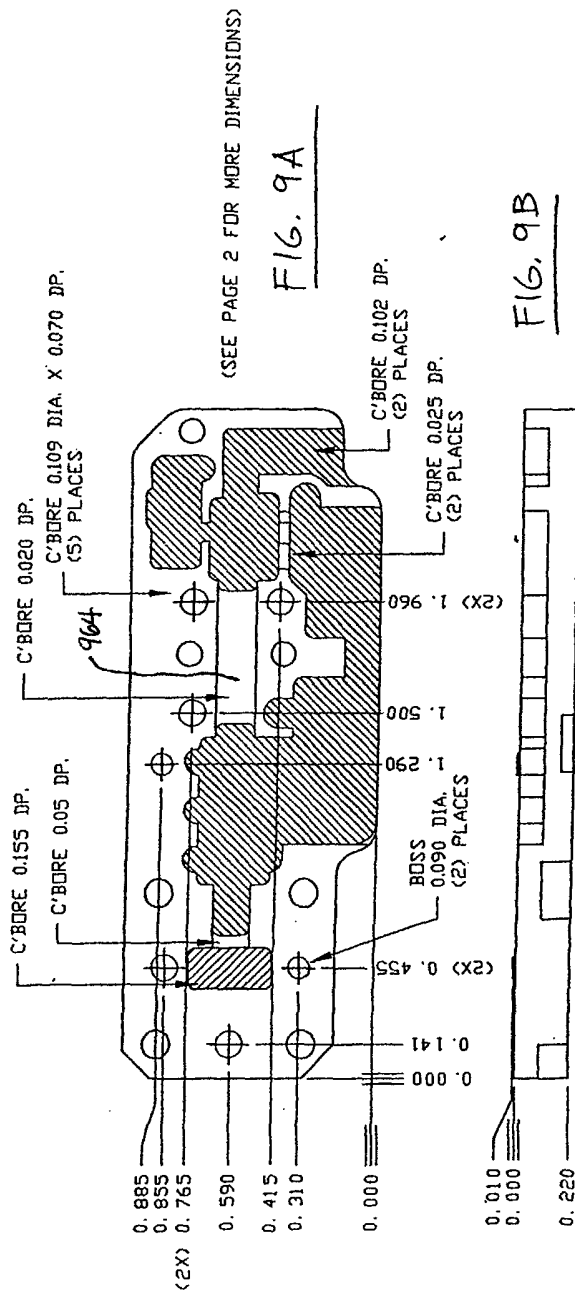 C'BORE 0.155 DP.
C'BORE 0.05 DP.
C'BORE 0.020 DP.
964
C'BORE 0.109 DIA. X 0.070 DP.
(5) PLACES
(SEE PAGE 2 FOR MORE DIMENSIONS)
FIG. 9A
0.885
0.855
(2X) 0.765
0.590
0.415
0.310
0.000
0.000
0.141
(2X) 0.455
BOSS
0.090 DIA.
(2) PLACES
1.290
1.500
(2X) 1.960
C'BORE 0.025 DP.
(2) PLACES
C'BORE 0.102 DP.
(2) PLACES
FIG. 9B
0.010
0.000
0.220